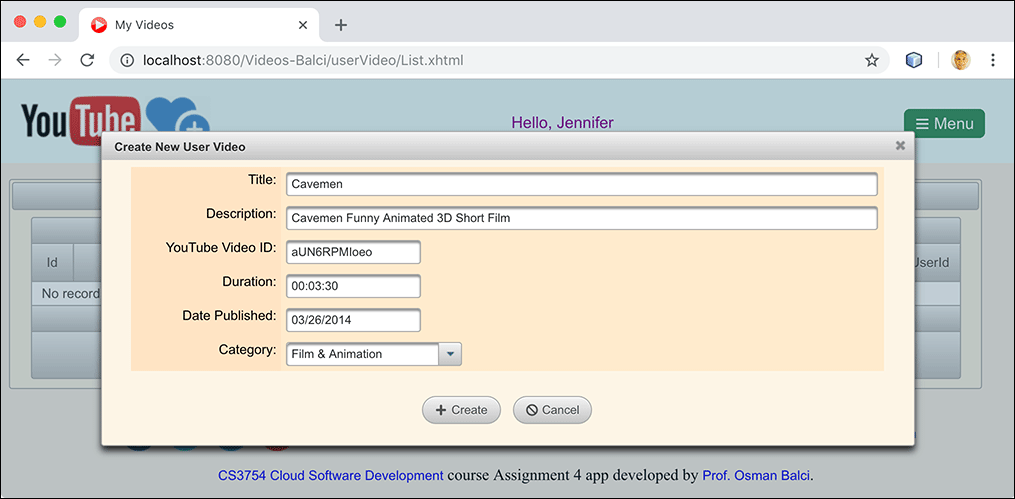 My Videos
localhost:8080/Videos-Balci/userVideo/List.xhtml
YouTube
Hello, Jennifer
Menu
Create New User Video
Title: Cavemen
Description: Cavemen Funny Animated 3D Short Film
YouTube Video ID: aUN6RPMIoeo
Duration: 00:03:30
Date Published: 03/26/2014
Category: Film & Animation
Id
UserId
No record
Create
Cancel
CS3754 Cloud Software Development course Assignment 4 app developed by Prof. Osman Balci.